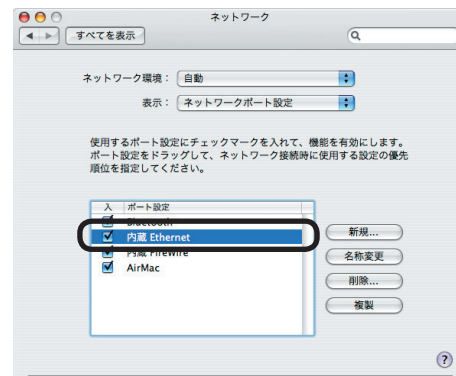 ネットワーク
すべてを表示
ネットワーク環境： 自動
表示： ネットワークポート設定
使用するポート設定にチェックマークを入れて、機能を有効にします。
ポート設定をドラッグして、ネットワーク接続時に使用する設定の優先
順位を指定してください。
入 ポート設定
Bluetooth
内蔵 Ethernet
内蔵 FireWire
AirMac
新規...
名称変更
削除...
複製
?